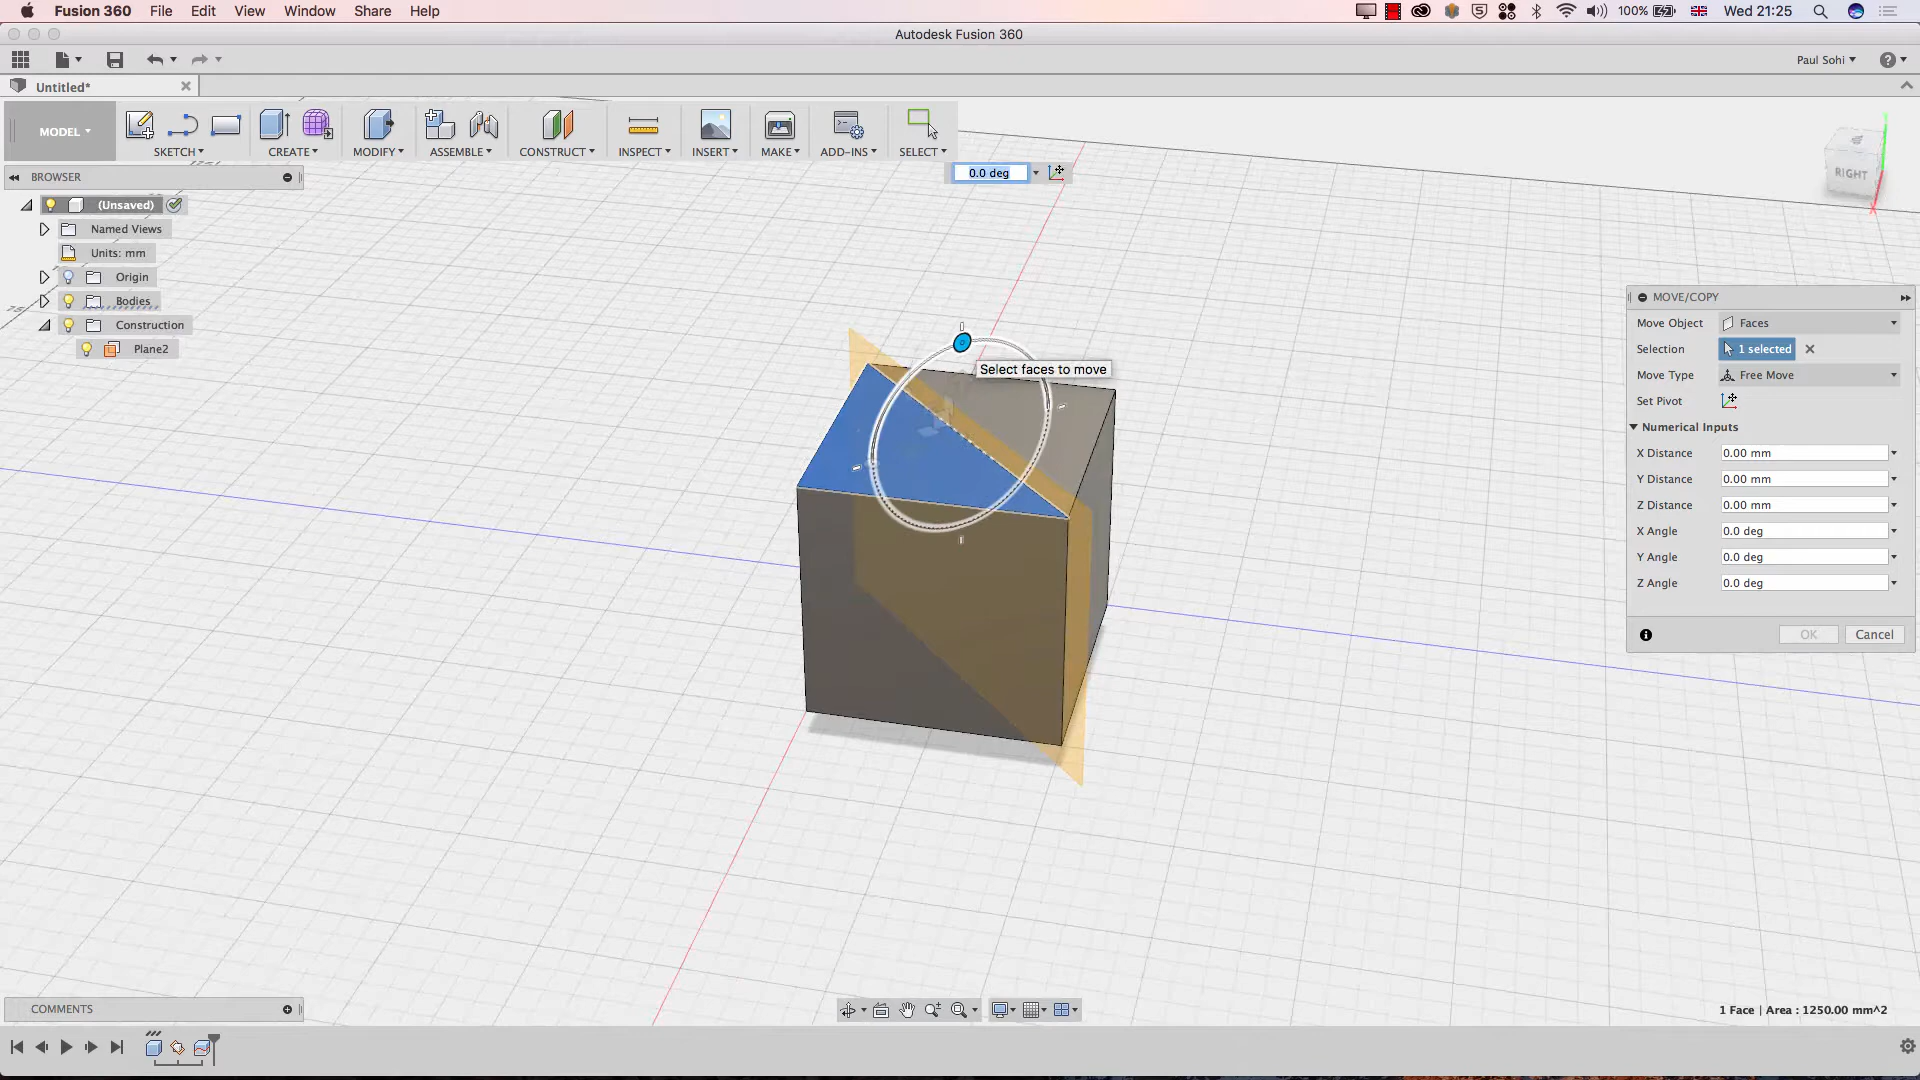 Fusion 360 File Edit View Window Share Help 100% Wed 21:25
Autodesk Fusion 360
Paul Sohi
Untitled*
MODEL
SKETCH CREATE MODIFY ASSEMBLE CONSTRUCT INSPECT INSERT MAKE ADD-INS SELECT
0.0 deg
RIGHT
BROWSER
(Unsaved)
Named Views
Units: mm
Origin
Bodies
Construction
Plane2
Select faces to move
MOVE/COPY
Move Object Faces
Selection 1 selected
Move Type Free Move
Set Pivot
Numerical Inputs
X Distance 0.00 mm
Y Distance 0.00 mm
Z Distance 0.00 mm
X Angle 0.0 deg
Y Angle 0.0 deg
Z Angle 0.0 deg
OK Cancel
COMMENTS
1 Face | Area : 1250.00 mm^2